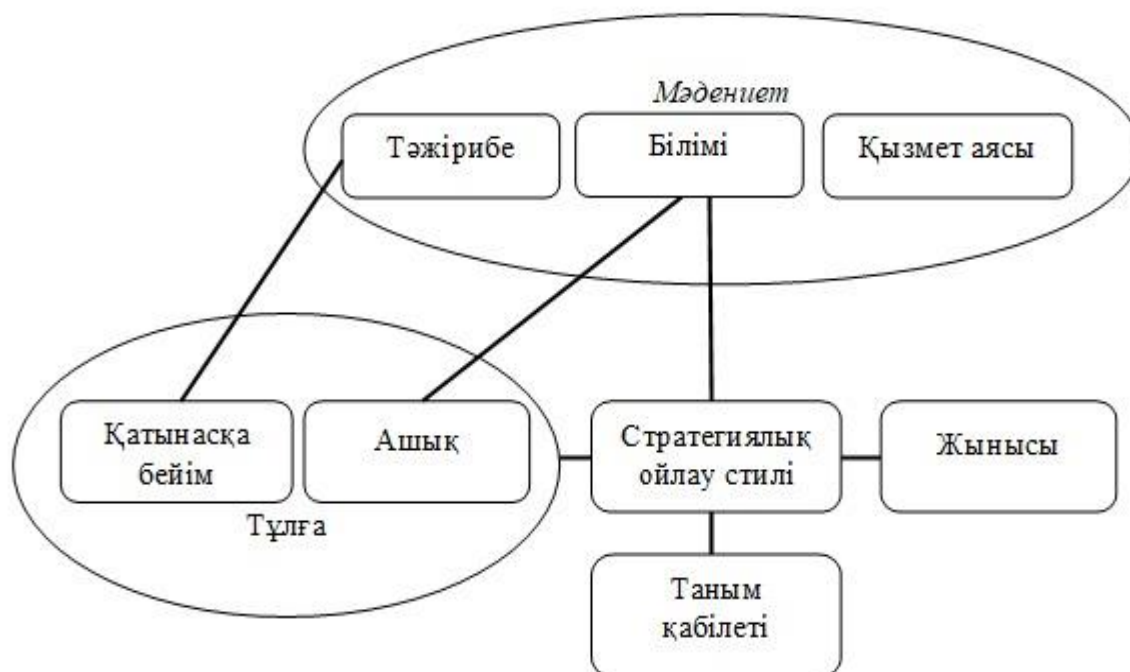 Мәдениет
Тәжірибе
Білімі
Қызмет аясы
Қатынасқа
бейім
Ашық
Тұлға
Стратегиялық
ойлау стилі
Жынысы
Таным
қабілеті